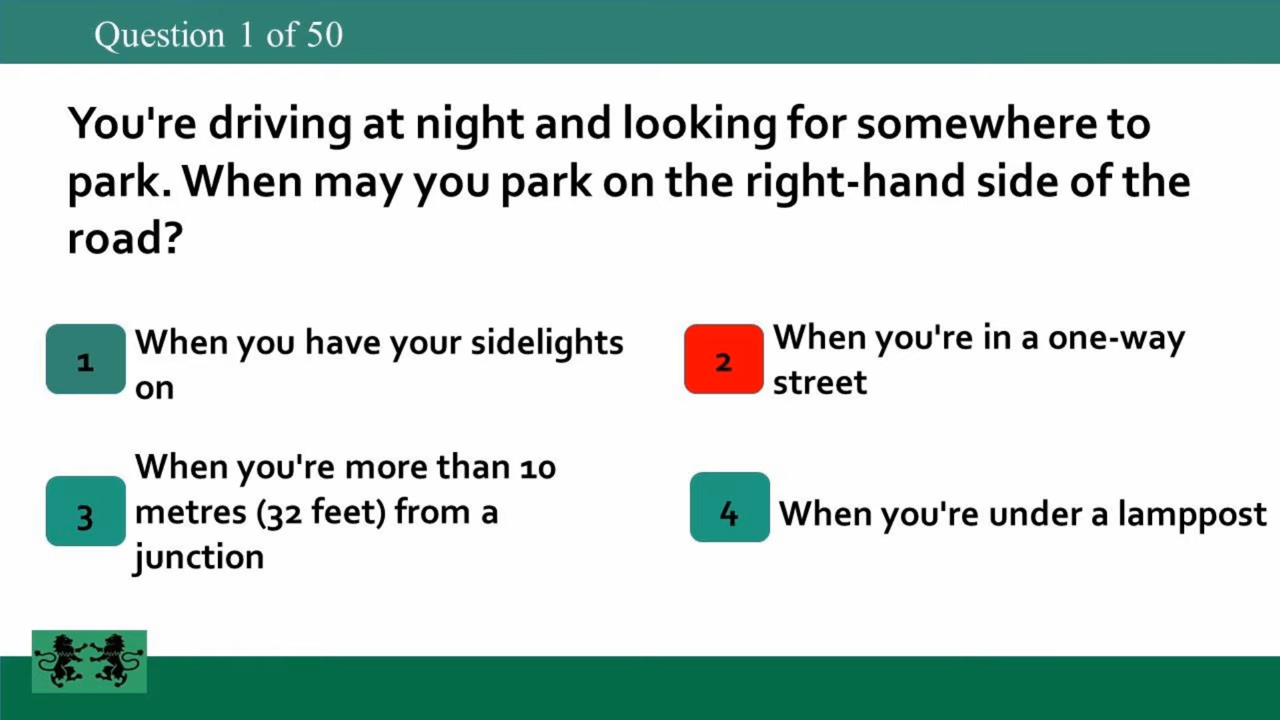 Question 1 of 50
You're driving at night and looking for somewhere to
park. When may you park on the right-hand side of the
road?
1
When you have your sidelights
on
2
When you're in a one-way
street
3
When you're more than 10
metres (32 feet) from a
junction
4
When you're under a lamppost